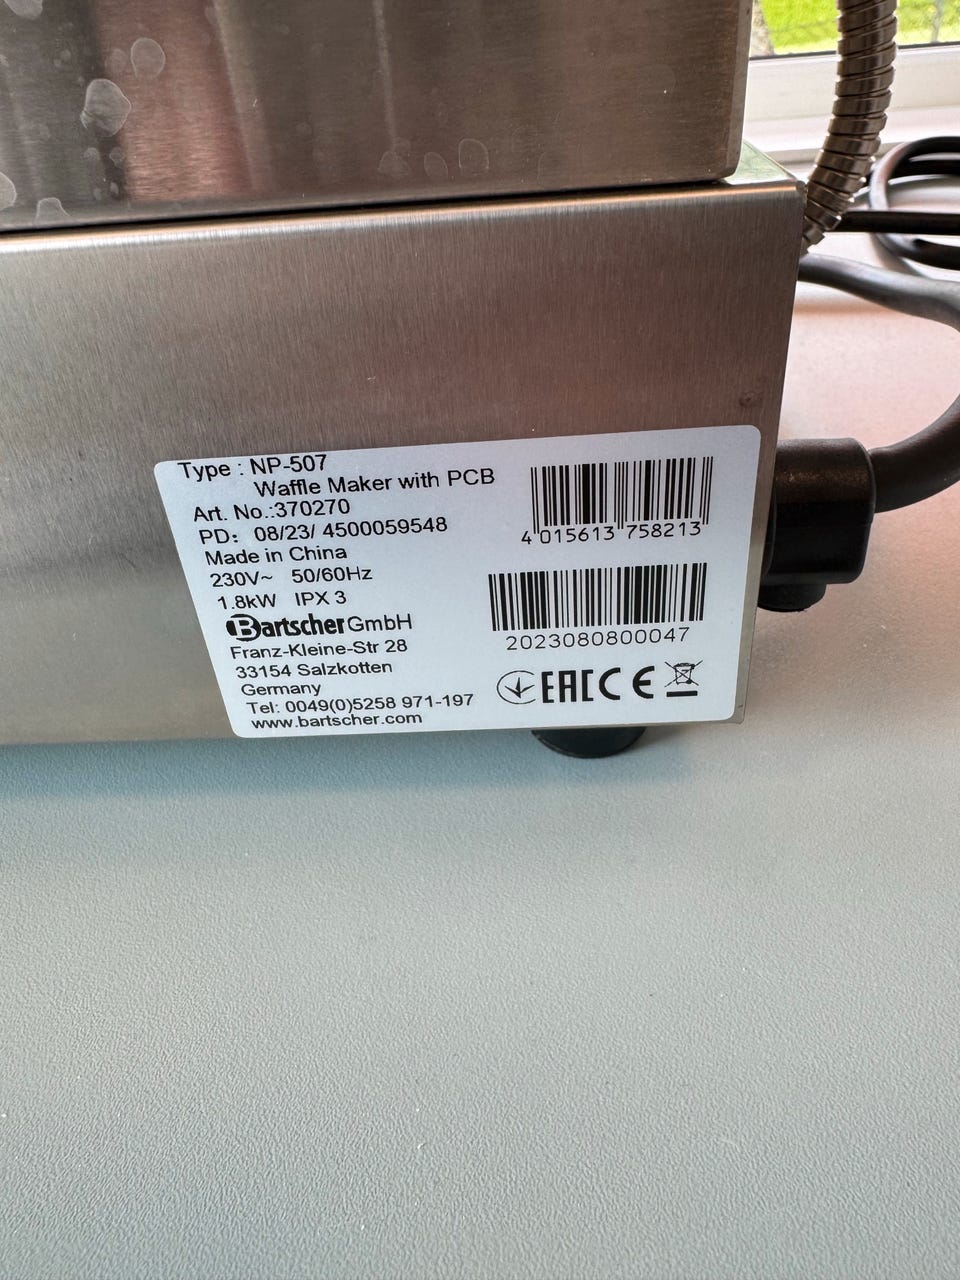 Type : NP-507
Waffle Maker with PCB
Art. No.:370270
PD: 08/23/ 4500059548
Made in China
230V~ 50/60Hz
1.8kW IPX 3
Bartscher GmbH
Franz-Kleine-Str 28
33154 Salzkotten
Germany
Tel: 0049(0)5258 971-197
www.bartscher.com
4 015613 758213
2023080800047
EAC CE